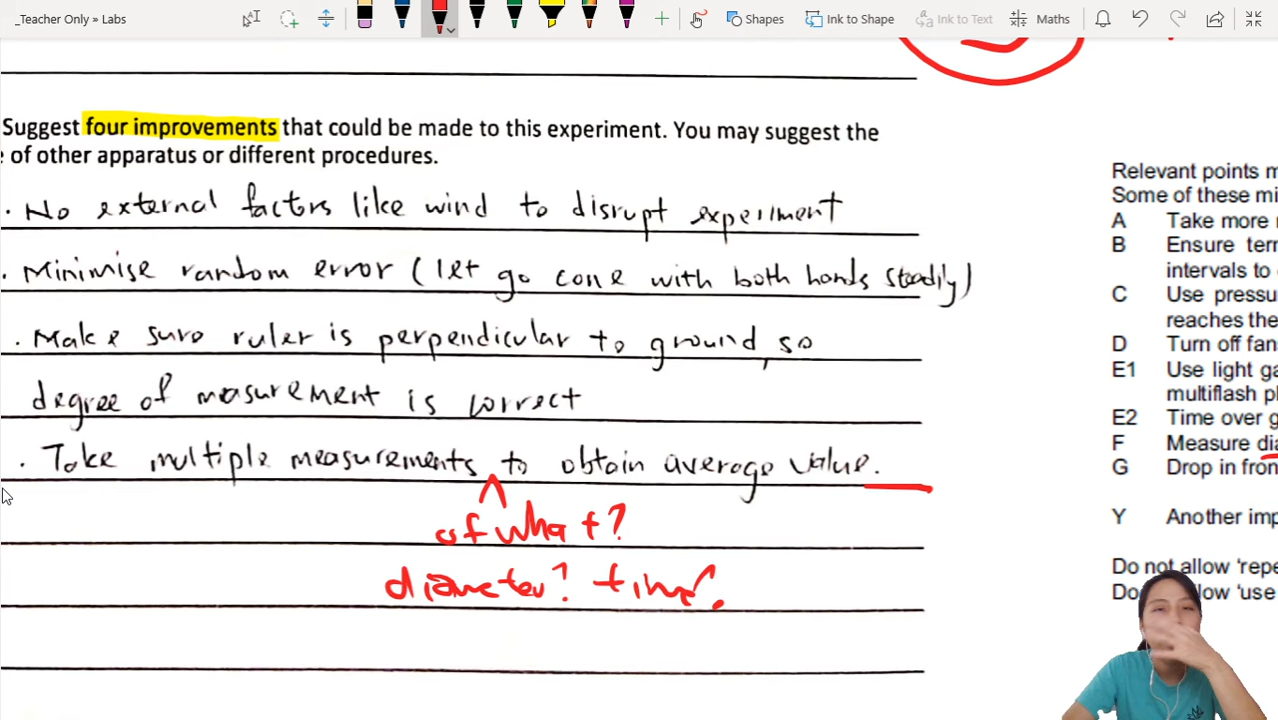 _Teacher Only » Labs
Shapes
Ink to Shape
Ink to Text
Maths
Suggest four improvements that could be made to this experiment. You may suggest the
e of other apparatus or different procedures.
. No external factors like wind to disrupt experiment
. Minimise random error (let go cone with both hands steadily)
. Make sure ruler is perpendicular to ground, so
degree of measurement is correct
. Take multiple measurements to obtain average value.
of what?
diameter? time?
Relevant points m
Some of these mi
A Take more r
B Ensure term
intervals to
C Use pressu
reaches the
D Turn off fans
E1 Use light ga
multiflash ph
E2 Time over g
F Measure dia
G Drop in fron
Y Another imp
Do not allow 'repe
Do allow 'use